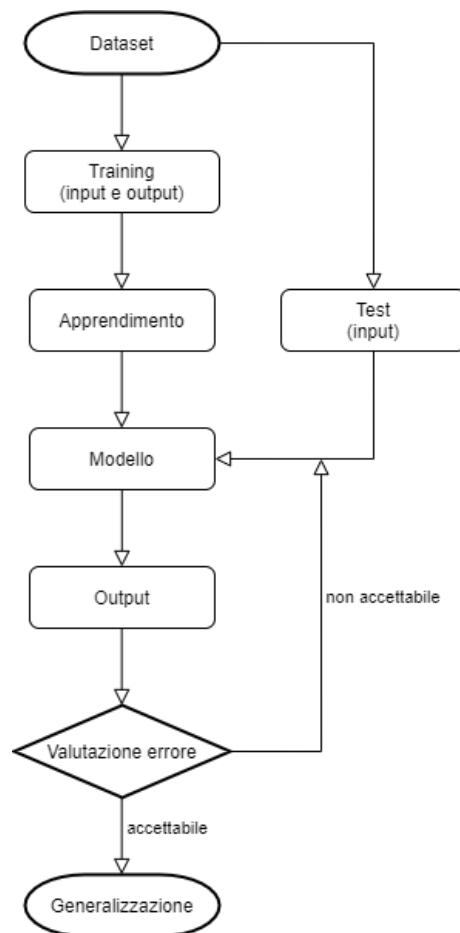 Dataset
Training
(input e output)
Apprendimento
Test
(input)
Modello
Output
non accettabile
Valutazione errore
accettabile
Generalizzazione